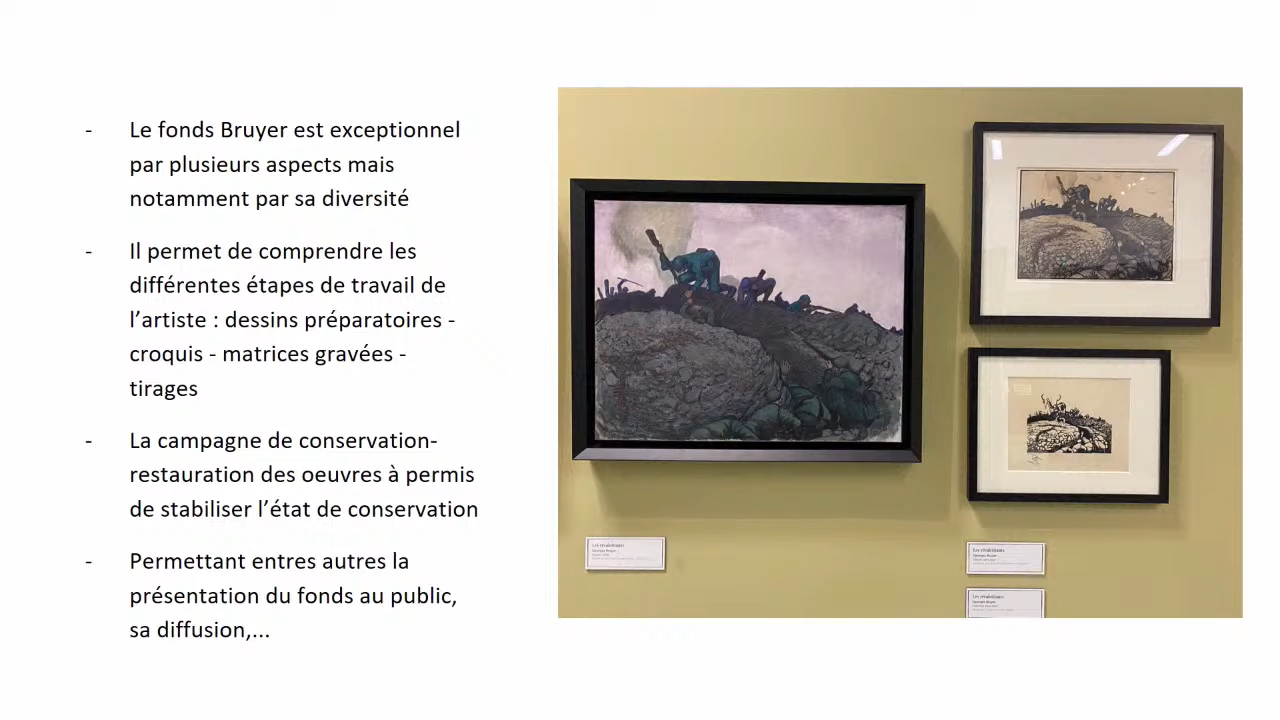 - Le fonds Bruyer est exceptionnel
par plusieurs aspects mais
notamment par sa diversité
- Il permet de comprendre les
différentes étapes de travail de
l’artiste : dessins préparatoires -
croquis - matrices gravées -
tirages
- La campagne de conservation-
restauration des oeuvres à permis
de stabiliser l’état de conservation
- Permettant entres autres la
présentation du fonds au public,
sa diffusion,...